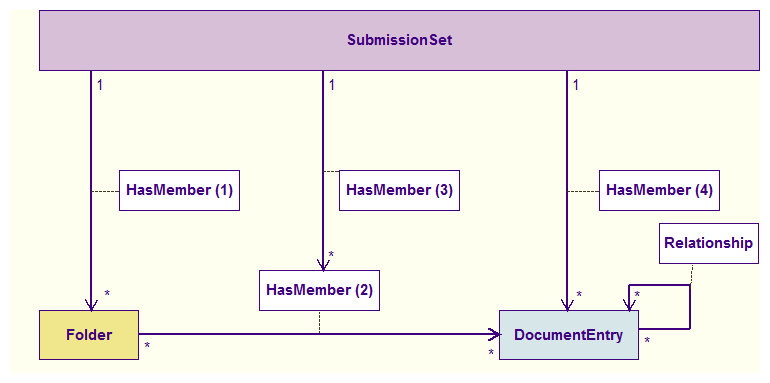 SubmissionSet
1
1
1
HasMember (1)
HasMember (3)
HasMember (4)
Relationship
*
HasMember (2)
*
*
*
Folder
DocumentEntry
*
*
*